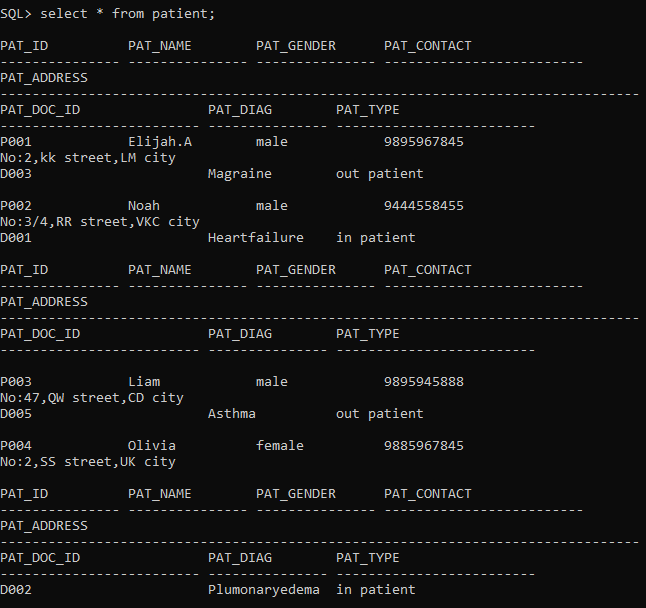 SQL> select * from patient;
PAT_ID          PAT_NAME        PAT_GENDER      PAT_CONTACT
--------------- --------------- --------------- -------------------------
PAT_ADDRESS
--------------------------------------------------------------------------------
PAT_DOC_ID                PAT_DIAG        PAT_TYPE
------------------------- --------------- -------------------------
P001            Elijah.A        male            9895967845
No:2,kk street,LM city
D003                      Magraine        out patient
P002            Noah            male            9444558455
No:3/4,RR street,VKC city
D001                      Heartfailure    in patient
PAT_ID          PAT_NAME        PAT_GENDER      PAT_CONTACT
--------------- --------------- --------------- -------------------------
PAT_ADDRESS
--------------------------------------------------------------------------------
PAT_DOC_ID                PAT_DIAG        PAT_TYPE
------------------------- --------------- -------------------------
P003            Liam            male            9895945888
No:47,QW street,CD city
D005                      Asthma          out patient
P004            Olivia          female          9885967845
No:2,SS street,UK city
PAT_ID          PAT_NAME        PAT_GENDER      PAT_CONTACT
--------------- --------------- --------------- -------------------------
PAT_ADDRESS
--------------------------------------------------------------------------------
PAT_DOC_ID                PAT_DIAG        PAT_TYPE
------------------------- --------------- -------------------------
D002                      Plumonaryedema  in patient